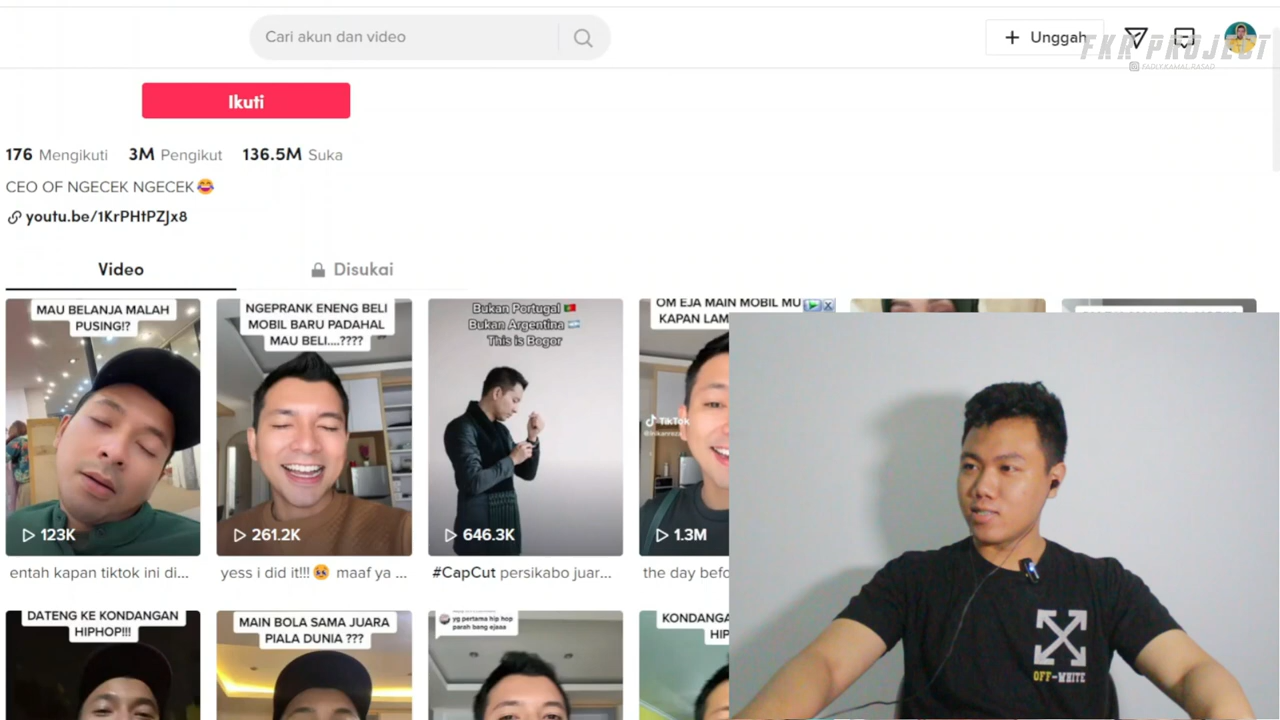 Cari akun dan video
+ Unggah
FKR PROJECT
FADLY.KAMAL.RASAD
Ikuti
176 Mengikuti 3M Pengikut 136.5M Suka
CEO OF NGECEK NGECEK😂
youtu.be/1KrPHtPZJx8
Video
Disukai
MAU BELANJA MALAH
PUSING!?
123K
entah kapan tiktok ini di...
NGEPRANK ENENG BELI
MOBIL BARU PADAHAL
MAU BELI....????
261.2K
yess i did it!!! 🥺 maaf ya ...
Bukan Portugal 🇵🇹
Bukan Argentina 🇦🇷
This is Bogor
646.3K
#CapCut persikabo juar...
OM EJA MAIN MOBIL MU
KAPAN LAM
TikTok
1.3M
the day befo
DATENG KE KONDANGAN
HIPHOP!!!
MAIN BOLA SAMA JUARA
PIALA DUNIA ???
yg pertama hip hop
parah bang ejaaa
KONDANGA
HIP
OFF-WHITE